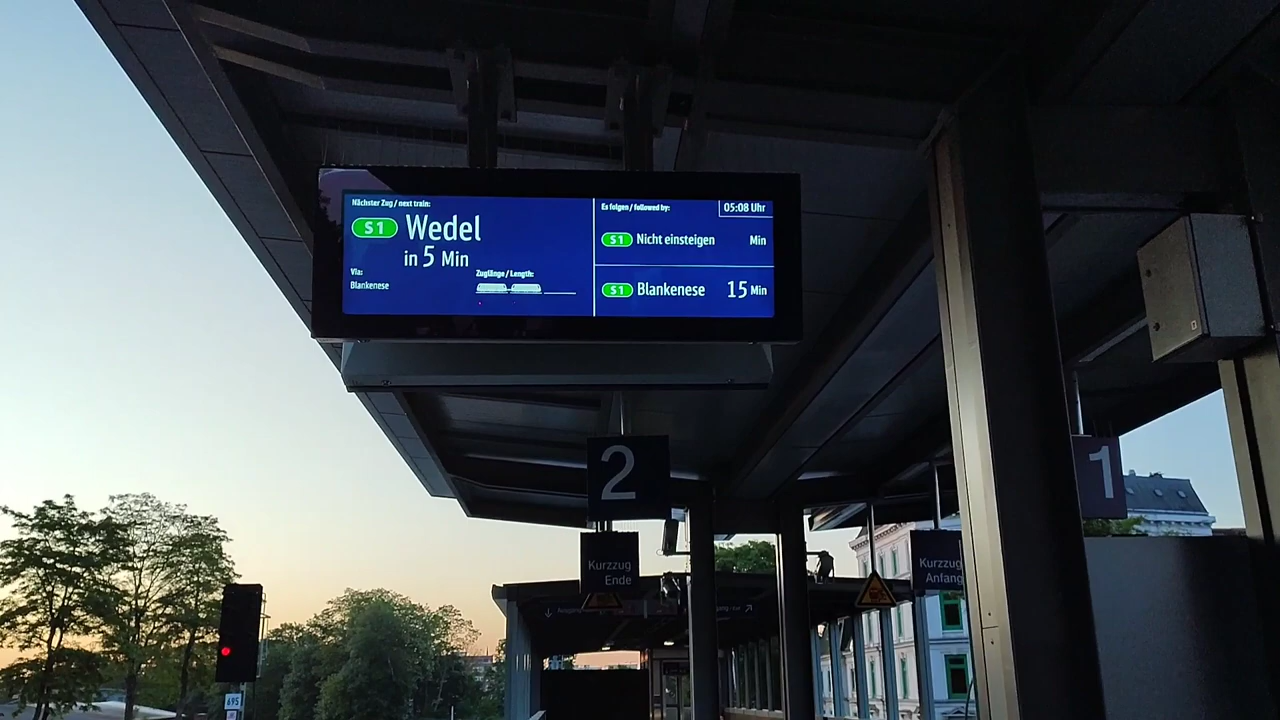 Nächster Zug / next train:
S1 Wedel
in 5 Min
Via:
Blankenese
Zuglänge / Length:
Es folgen / followed by:
05:08 Uhr
S1 Nicht einsteigen Min
S1 Blankenese 15 Min
2
Kurzzug
Ende
1
Kurzzug
Anfang
695